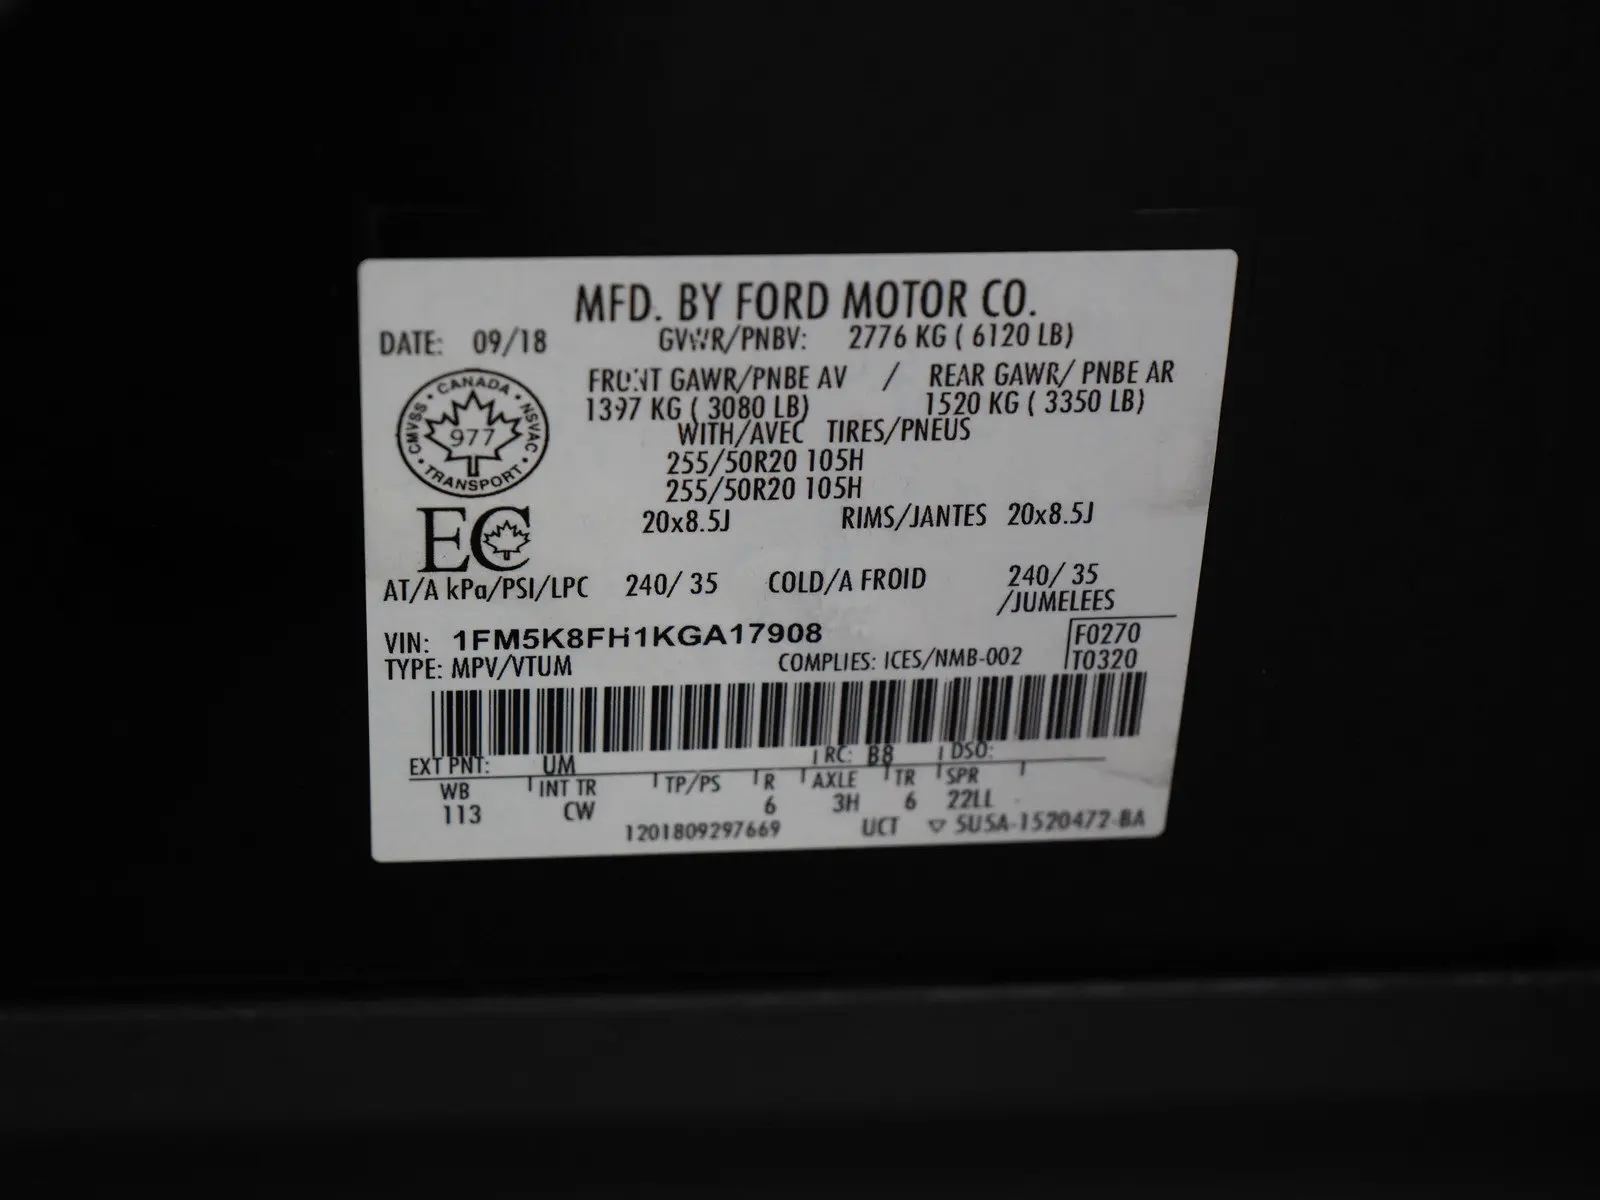 MFD. BY FORD MOTOR CO.
DATE: 09/18 GVWR/PNBV: 2776 KG ( 6120 LB)
FRONT GAWR/PNBE AV / REAR GAWR/ PNBE AR
1397 KG ( 3080 LB) 1520 KG ( 3350 LB)
WITH/AVEC TIRES/PNEUS
255/50R20 105H
255/50R20 105H
20x8.5J RIMS/JANTES 20x8.5J
CANADA
CMVSS 977 NSVAC
TRANSPORT
EC
AT/A kPa/PSI/LPC 240/ 35 COLD/A FROID 240/ 35
/JUMELEES
VIN: 1FM5K8FH1KGA17908 F0270
TYPE: MPV/VTUM COMPLIES: ICES/NMB-002 T0320
EXT PNT: UM RC: B8 DSO:
WB INT TR TP/PS R AXLE TR SPR
113 CW 6 3H 6 22LL
1201809297669 UCT ▽ 5U5A-1520472-BA